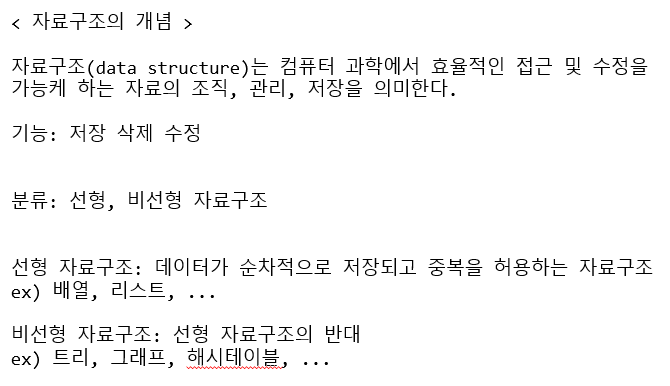 < 자료구조의 개념 >
자료구조(data structure)는 컴퓨터 과학에서 효율적인 접근 및 수정을
가능케 하는 자료의 조직, 관리, 저장을 의미한다.
기능: 저장 삭제 수정
분류: 선형, 비선형 자료구조
선형 자료구조: 데이터가 순차적으로 저장되고 중복을 허용하는 자료구조
ex) 배열, 리스트, ...
비선형 자료구조: 선형 자료구조의 반대
ex) 트리, 그래프, 해시테이블, ...